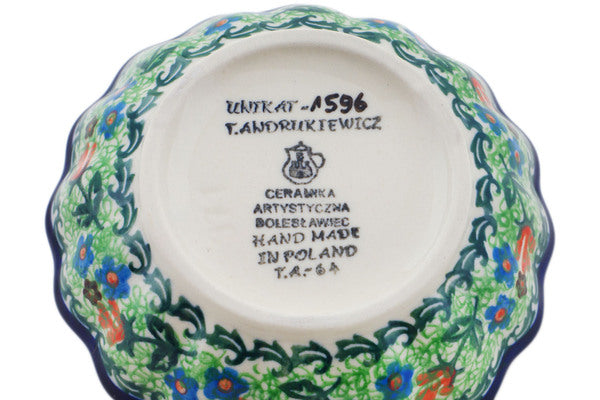 UNIKAT-1596
T.ANDRUKIEWICZ
CERAMIKA
ARTYSTYCZNA
BOLESŁAWIEC
HAND MADE
IN POLAND
T.A.-64